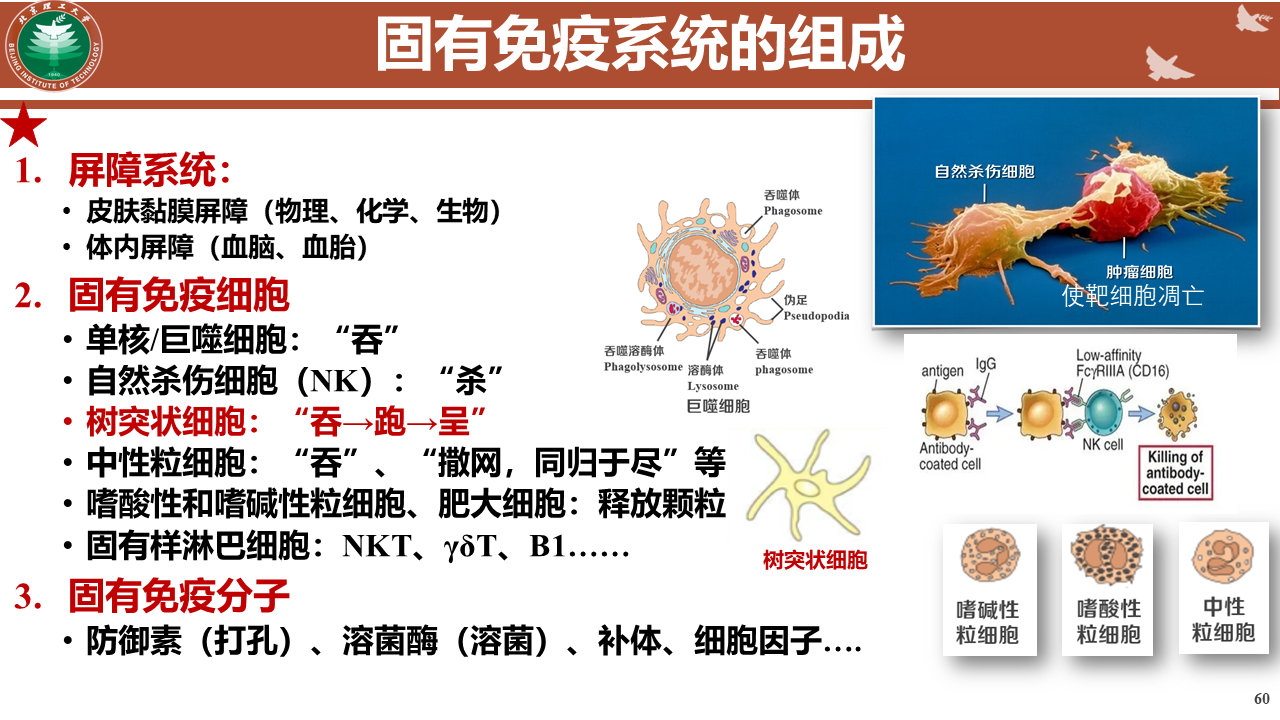 固有免疫系统的组成
北京理工大学
BEIJING INSTITUTE OF TECHNOLOGY
1940
1. 屏障系统：
• 皮肤黏膜屏障（物理、化学、生物）
• 体内屏障（血脑、血胎）
2. 固有免疫细胞
• 单核/巨噬细胞：“吞”
• 自然杀伤细胞（NK）：“杀”
• 树突状细胞：“吞→跑→呈”
• 中性粒细胞：“吞”、“撒网，同归于尽”等
• 嗜酸性和嗜碱性粒细胞、肥大细胞：释放颗粒
• 固有样淋巴细胞：NKT、γδT、B1……
3. 固有免疫分子
• 防御素（打孔）、溶菌酶（溶菌）、补体、细胞因子….
吞噬体
Phagosome
伪足
Pseudopodia
吞噬溶酶体
Phagolysosome
溶酶体
Lysosome
吞噬体
phagosome
巨噬细胞
树突状细胞
自然杀伤细胞
肿瘤细胞
使靶细胞凋亡
antigen
IgG
Low-affinity
FcγRIIIA (CD16)
Antibody-
coated cell
NK cell
Killing of
antibody-
coated cell
嗜碱性
粒细胞
嗜酸性
粒细胞
中性
粒细胞
60